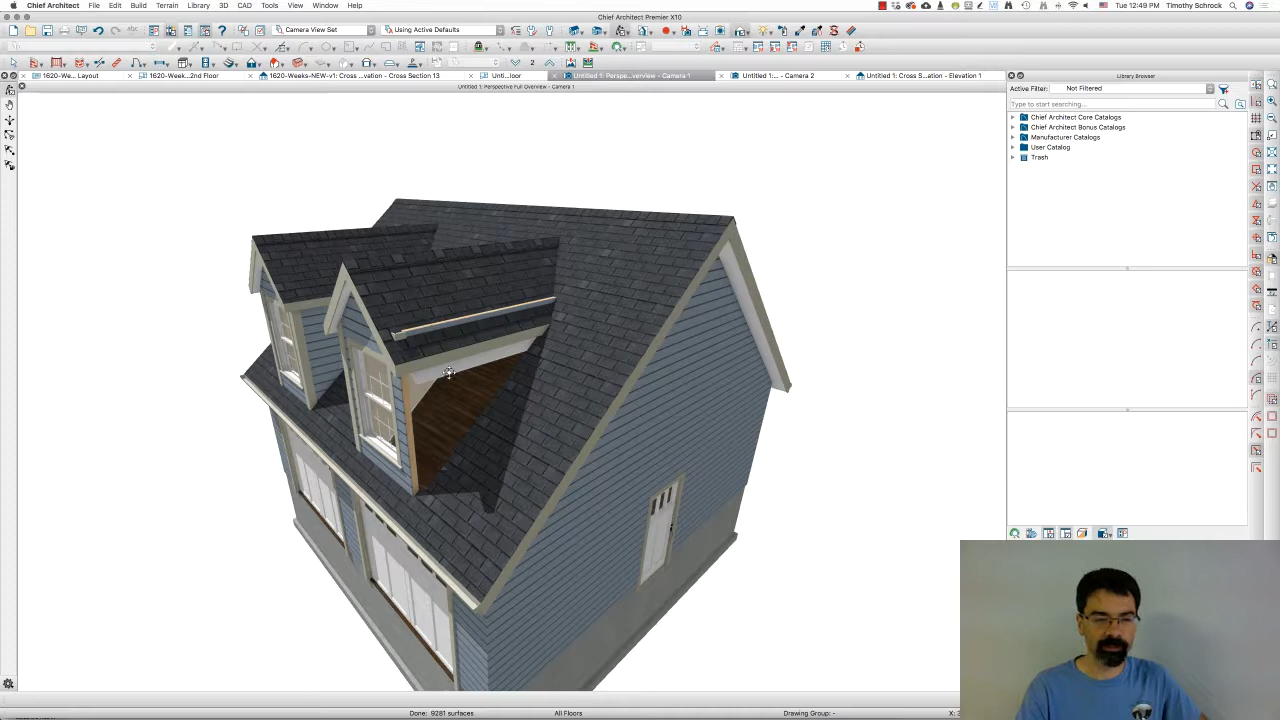 Chief Architect File Edit Build Terrain Library 3D CAD Tools View Window Help
Tue 12:49 PM Timothy Schrock
Chief Architect Premier X10
Camera View Set
Using Active Defaults
2
1620-We... Layout
1620-Week...2nd Floor
1620-Weeks-NEW-v1: Cross ...vation - Cross Section 13
Unti...loor
Untitled 1: Perspe...verview - Camera 1
Untitled 1:... - Camera 2
Untitled 1: Cross S...ation - Elevation 1
Library Browser
Untitled 1: Perspective Full Overview - Camera 1
Active Filter: Not Filtered
Type to start searching...
Chief Architect Core Catalogs
Chief Architect Bonus Catalogs
Manufacturer Catalogs
User Catalog
Trash
Done: 9281 surfaces
All Floors
Drawing Group: -